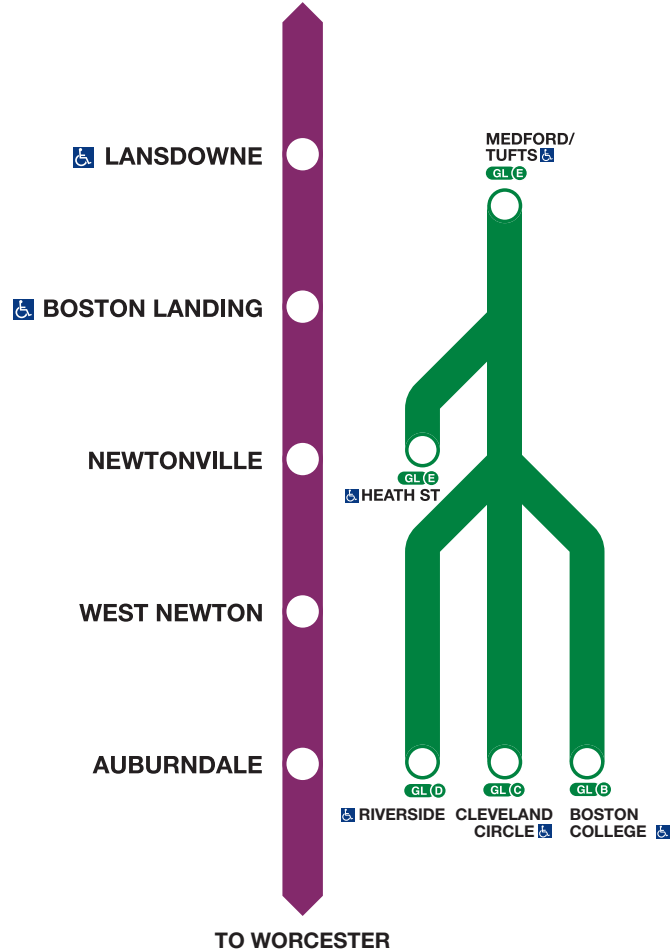 LANSDOWNE
BOSTON LANDING
NEWTONVILLE
WEST NEWTON
AUBURNDALE
TO WORCESTER
MEDFORD/
TUFTS
GL E
GL E
HEATH ST
GL D
RIVERSIDE
GL C
CLEVELAND
CIRCLE
GL B
BOSTON
COLLEGE